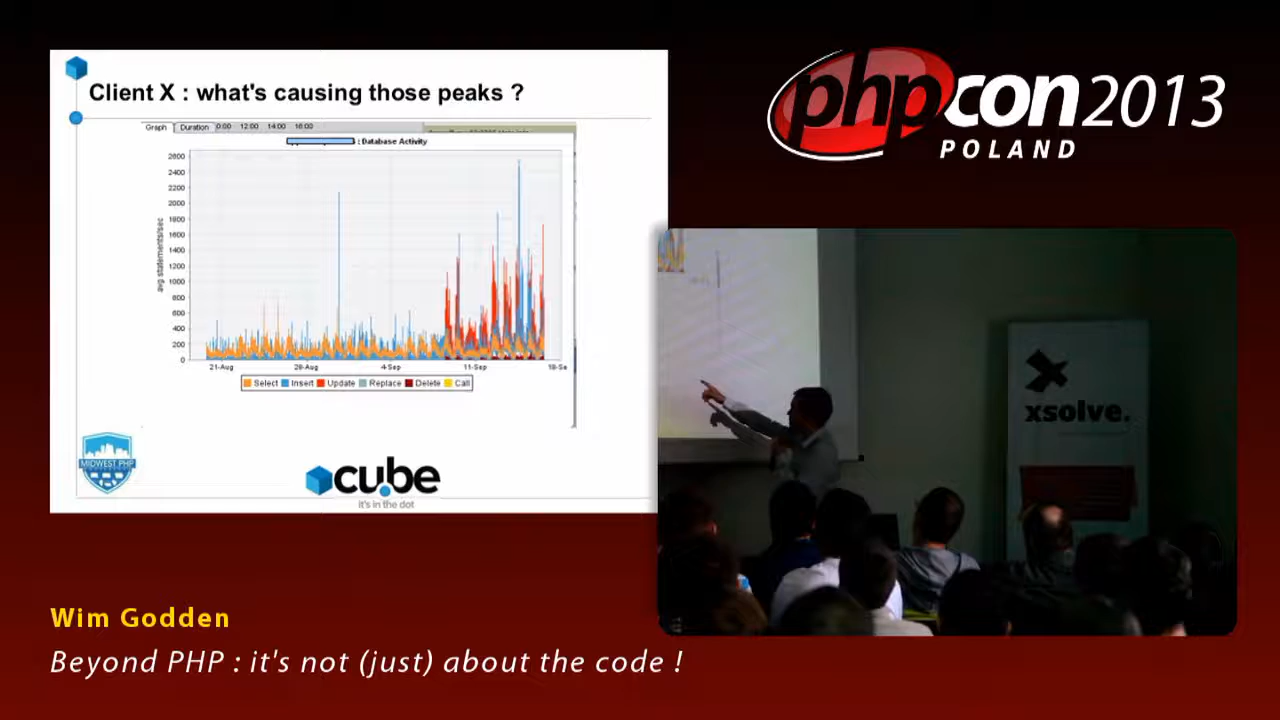 Client X : what's causing those peaks ?
Graph Duration 0:00 12:00 14:00 16:00
: Database Activity
avg statements/sec
2600
2400
2200
2000
1800
1600
1400
1200
1000
800
600
400
200
0
21-Aug 28-Aug 4-Sep 11-Sep 18-Se
Select Insert Update Replace Delete Call
MIDWEST PHP
cu.be
it's in the dot
phpcon 2013
POLAND
xsolve.
Wim Godden
Beyond PHP : it's not (just) about the code !